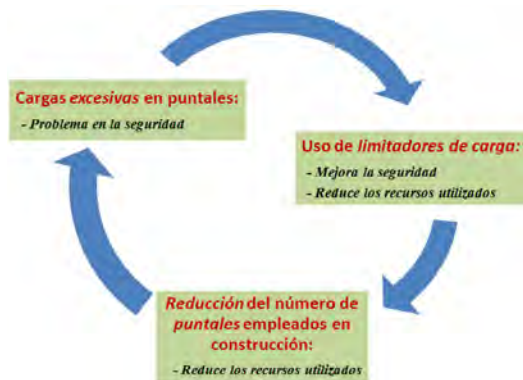 Cargas excesivas en puntales:
- Problema en la seguridad
Uso de limitadores de carga:
- Mejora la seguridad
- Reduce los recursos utilizados
Reducción del número de
puntales empleados en
construcción:
- Reduce los recursos utilizados